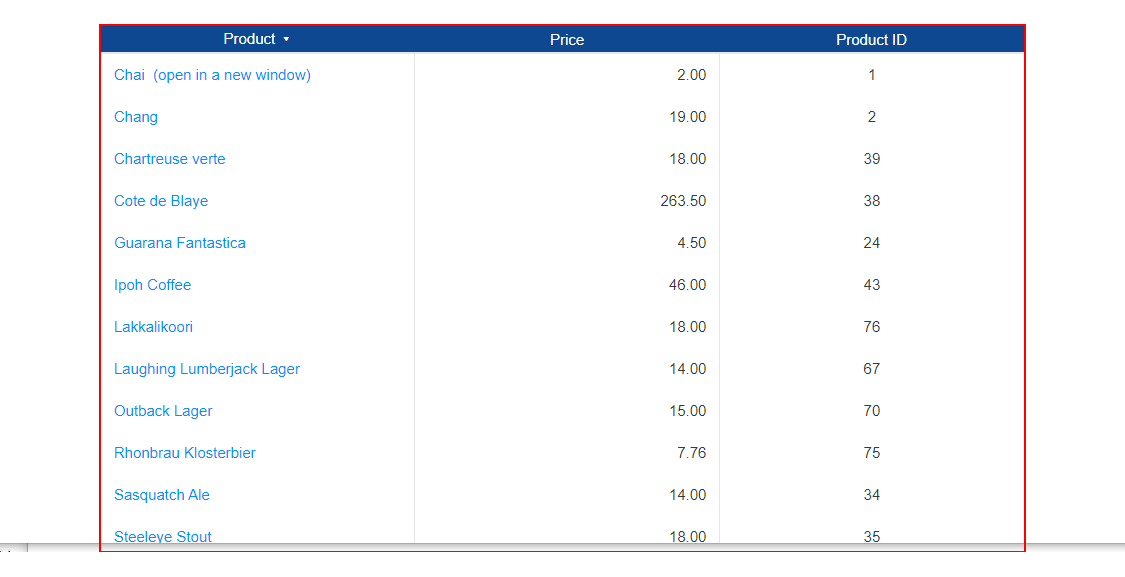 Product ▼ Price Product ID
Chai (open in a new window) 2.00 1
Chang 19.00 2
Chartreuse verte 18.00 39
Cote de Blaye 263.50 38
Guarana Fantastica 4.50 24
Ipoh Coffee 46.00 43
Lakkalikoori 18.00 76
Laughing Lumberjack Lager 14.00 67
Outback Lager 15.00 70
Rhonbrau Klosterbier 7.76 75
Sasquatch Ale 14.00 34
Steeleye Stout 18.00 35